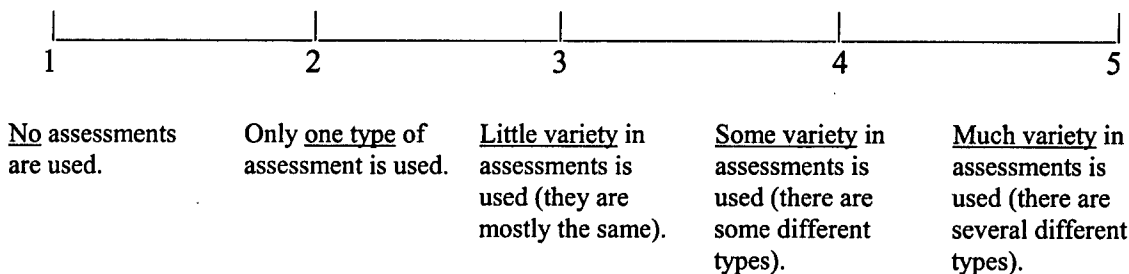 1 2 3 4 5
No assessments
are used.
Only one type of
assessment is used.
Little variety in
assessments is
used (they are
mostly the same).
Some variety in
assessments is
used (there are
some different
types).
Much variety in
assessments is
used (there are
several different
types).